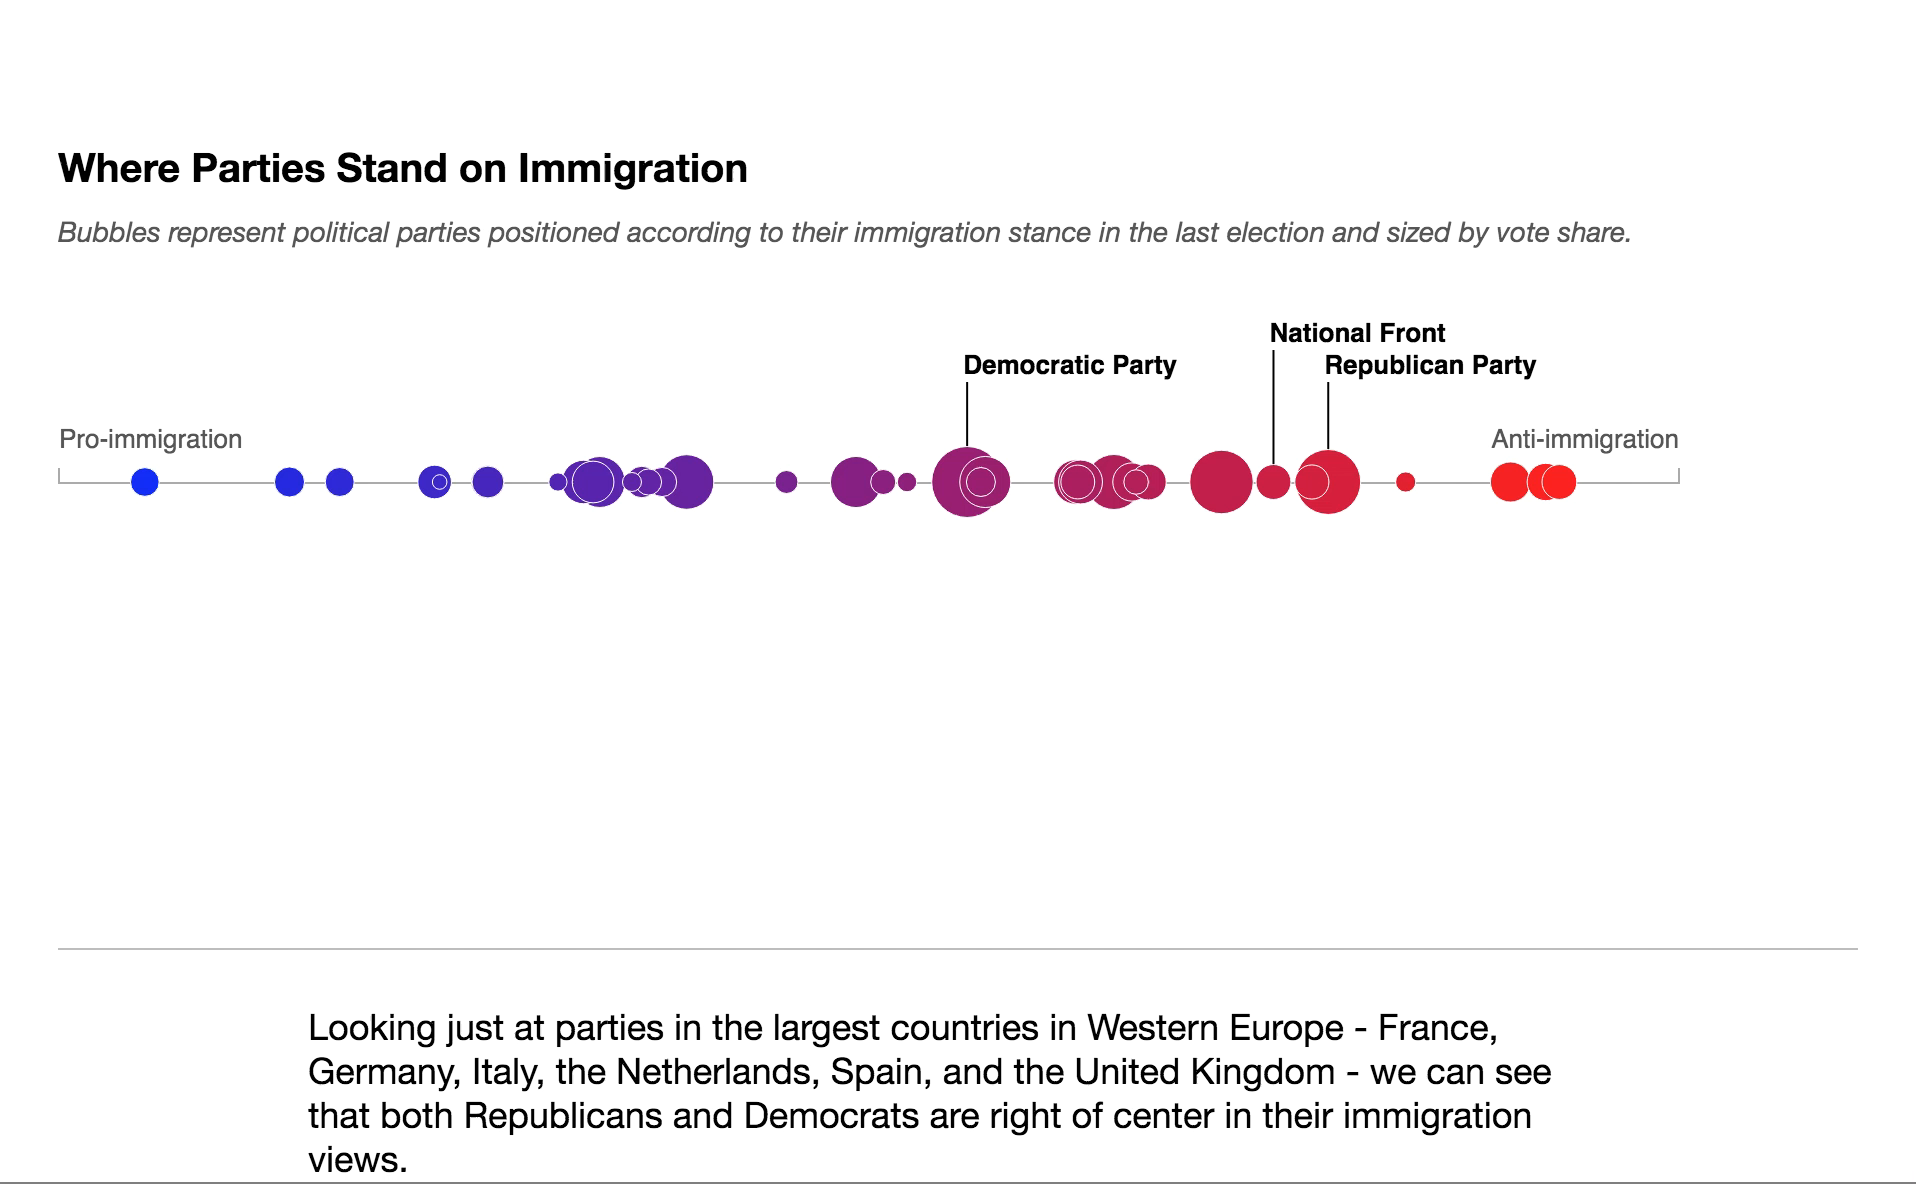 Where Parties Stand on Immigration
Bubbles represent political parties positioned according to their immigration stance in the last election and sized by vote share.
National Front
Democratic Party
Republican Party
Pro-immigration
Anti-immigration
Looking just at parties in the largest countries in Western Europe - France,
Germany, Italy, the Netherlands, Spain, and the United Kingdom - we can see
that both Republicans and Democrats are right of center in their immigration
views.